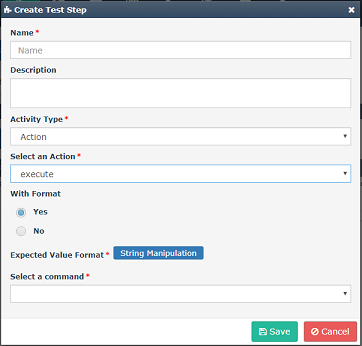 Create Test Step
Name *
Name
Description
Activity Type *
Action
Select an Action *
execute
With Format
Yes
No
Expected Value Format * String Manipulation
Select a command *
Save Cancel